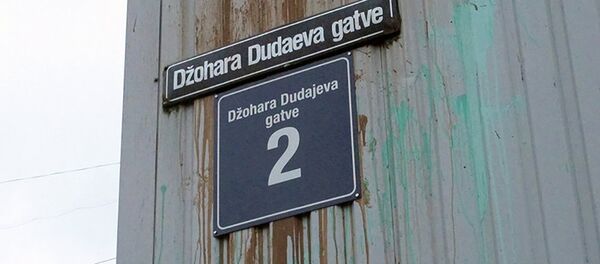 Džohara Dudaeva gatve
Džohara Dudajeva
gatve
2